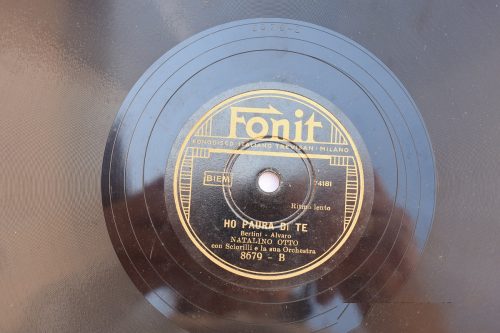 Fonit
FONODISCO ITALIANO TREVISAN · MILANO
BIEM
74181
Ritmo lento
HO PAURA DI TE
Bertini - Alvaro
NATALINO OTTO
con Sciorilli e la sua Orchestra
8679 - B